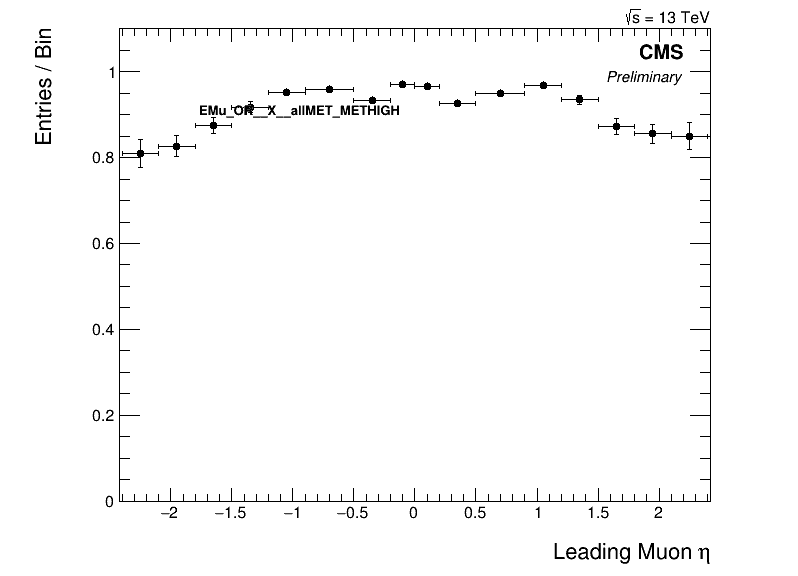 √s = 13 TeV
CMS
Preliminary
Entries / Bin
EMu_OR__X__allMET_METHIGH
1
0.8
0.6
0.4
0.2
0
−2 −1.5 −1 −0.5 0 0.5 1 1.5 2
Leading Muon η